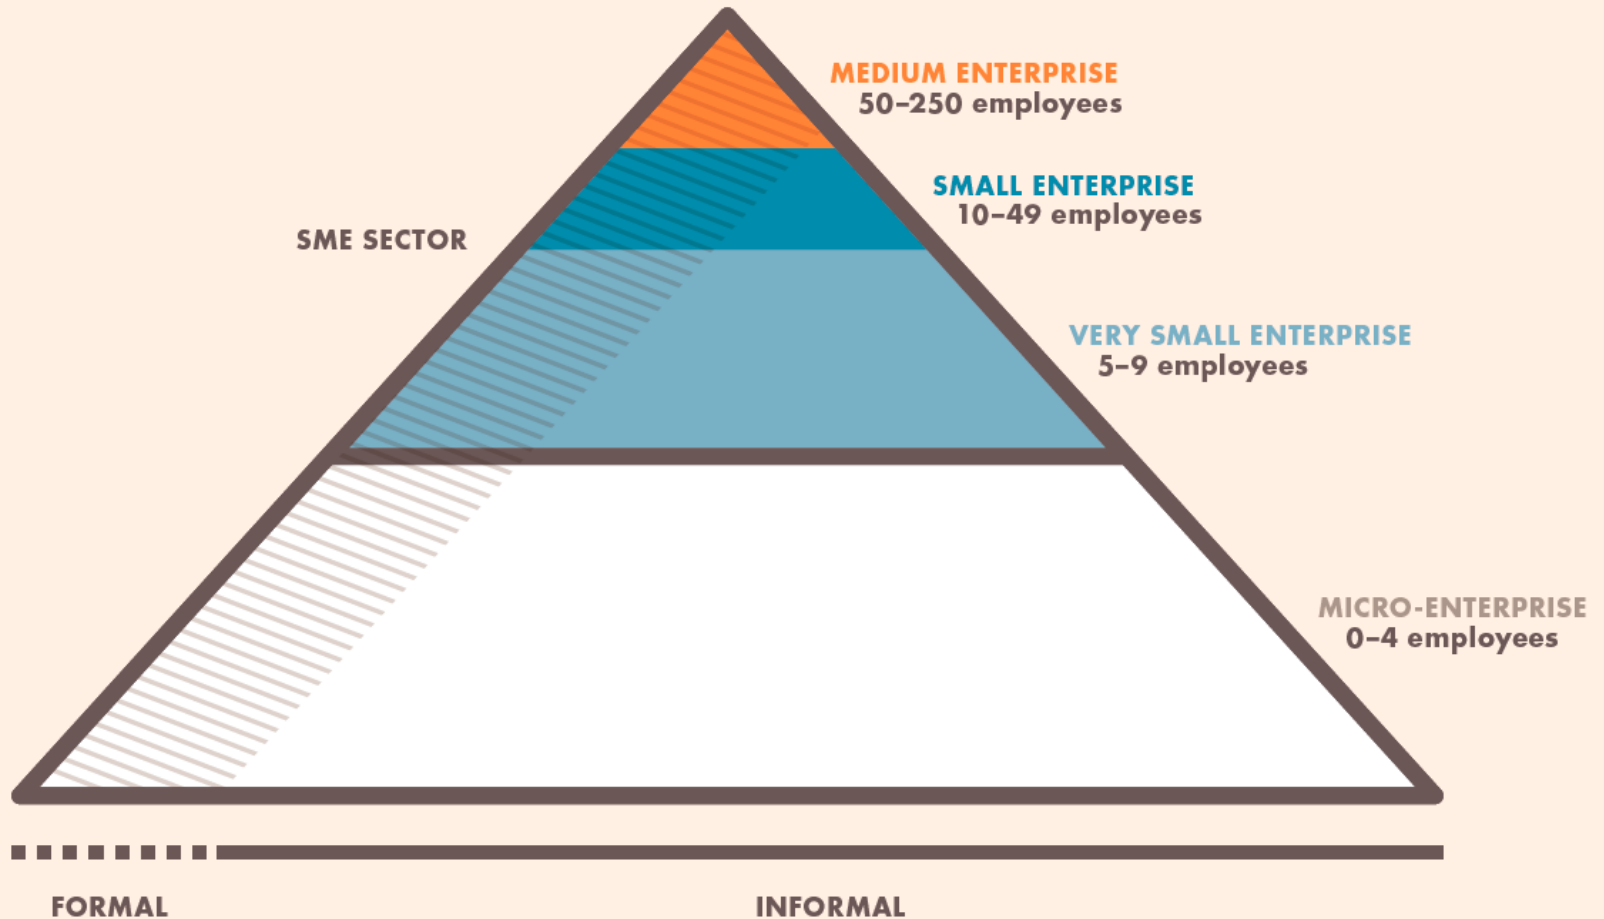 MEDIUM ENTERPRISE
50–250 employees
SMALL ENTERPRISE
10–49 employees
SME SECTOR
VERY SMALL ENTERPRISE
5–9 employees
MICRO-ENTERPRISE
0–4 employees
FORMAL
INFORMAL